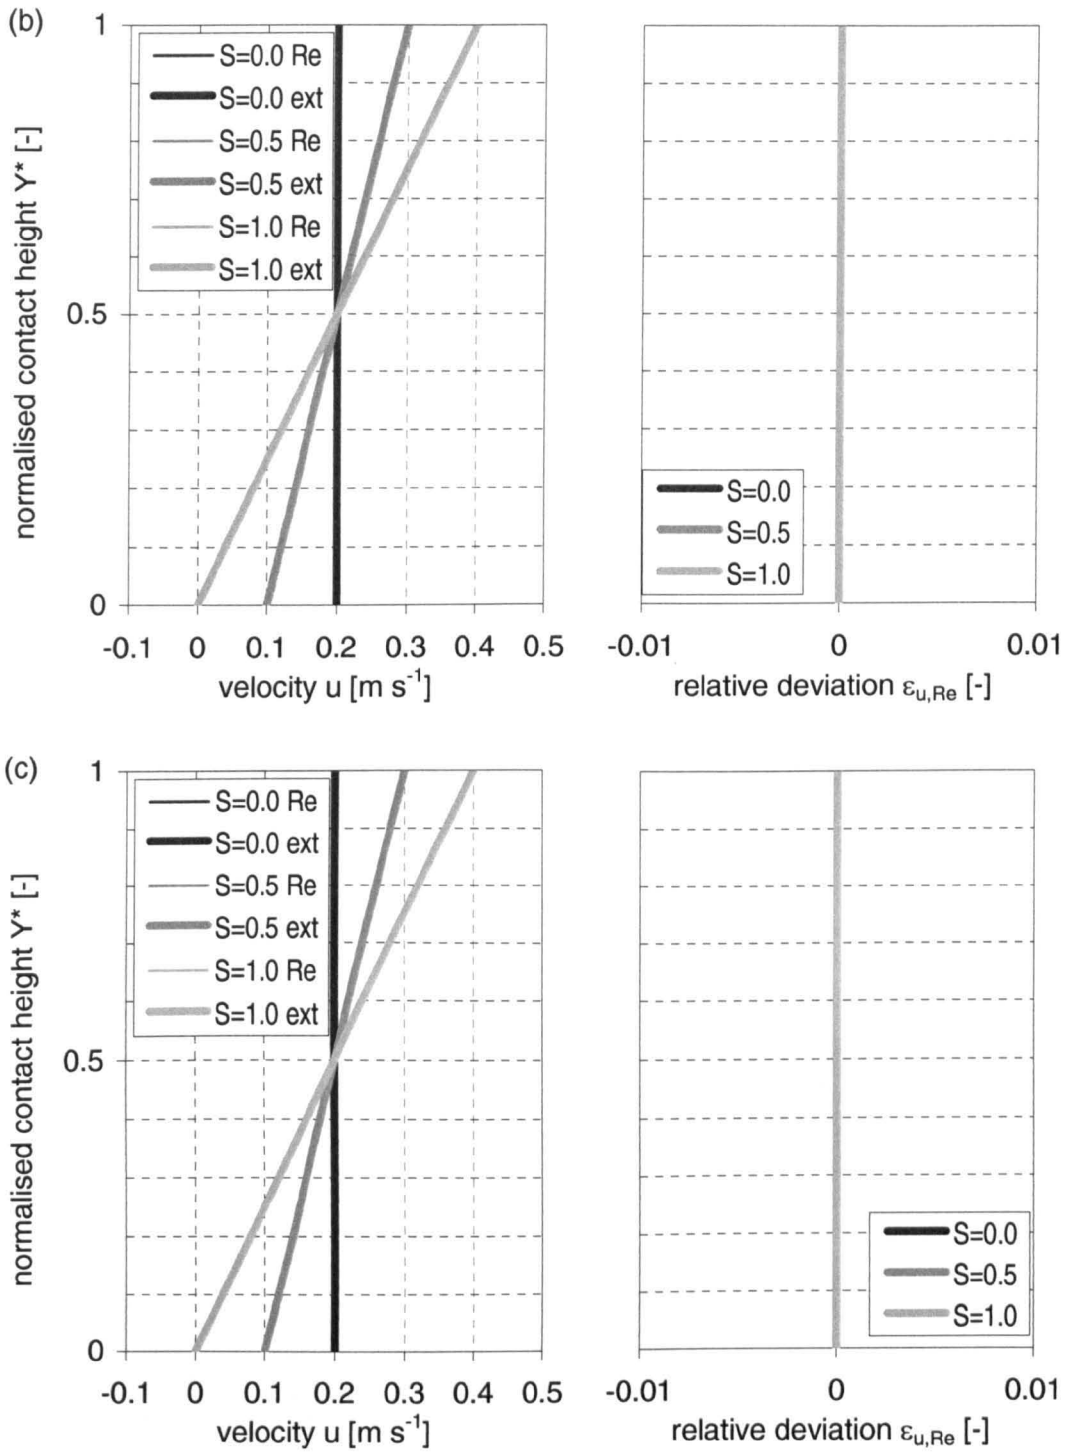 (b)
1
0.5
0
normalised contact height Y* [-]
S=0.0 Re
S=0.0 ext
S=0.5 Re
S=0.5 ext
S=1.0 Re
S=1.0 ext
-0.1 0 0.1 0.2 0.3 0.4 0.5
velocity u [m s⁻¹]
S=0.0
S=0.5
S=1.0
-0.01 0 0.01
relative deviation εu,Re [-]
(c)
1
0.5
0
normalised contact height Y* [-]
S=0.0 Re
S=0.0 ext
S=0.5 Re
S=0.5 ext
S=1.0 Re
S=1.0 ext
-0.1 0 0.1 0.2 0.3 0.4 0.5
velocity u [m s⁻¹]
S=0.0
S=0.5
S=1.0
-0.01 0 0.01
relative deviation εu,Re [-]